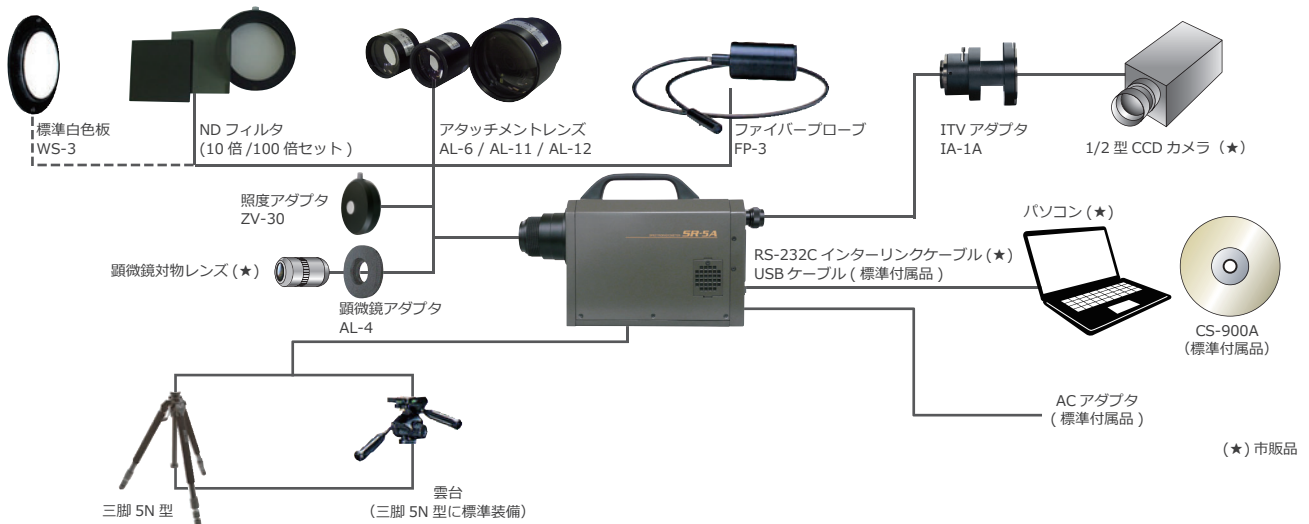 標準白色板
WS-3
ND フィルタ
(10 倍 /100 倍セット )
アタッチメントレンズ
AL-6 / AL-11 / AL-12
ファイバープローブ
FP-3
ITV アダプタ
IA-1A
1/2 型 CCD カメラ（★）
照度アダプタ
ZV-30
顕微鏡対物レンズ (★)
顕微鏡アダプタ
AL-4
SR-5A
パソコン (★)
RS-232C インターリンクケーブル (★)
USB ケーブル ( 標準付属品 )
CS-900A
（標準付属品）
AC アダプタ
( 標準付属品 )
(★) 市販品
三脚 5N 型
雲台
（三脚 5N 型に標準装備）